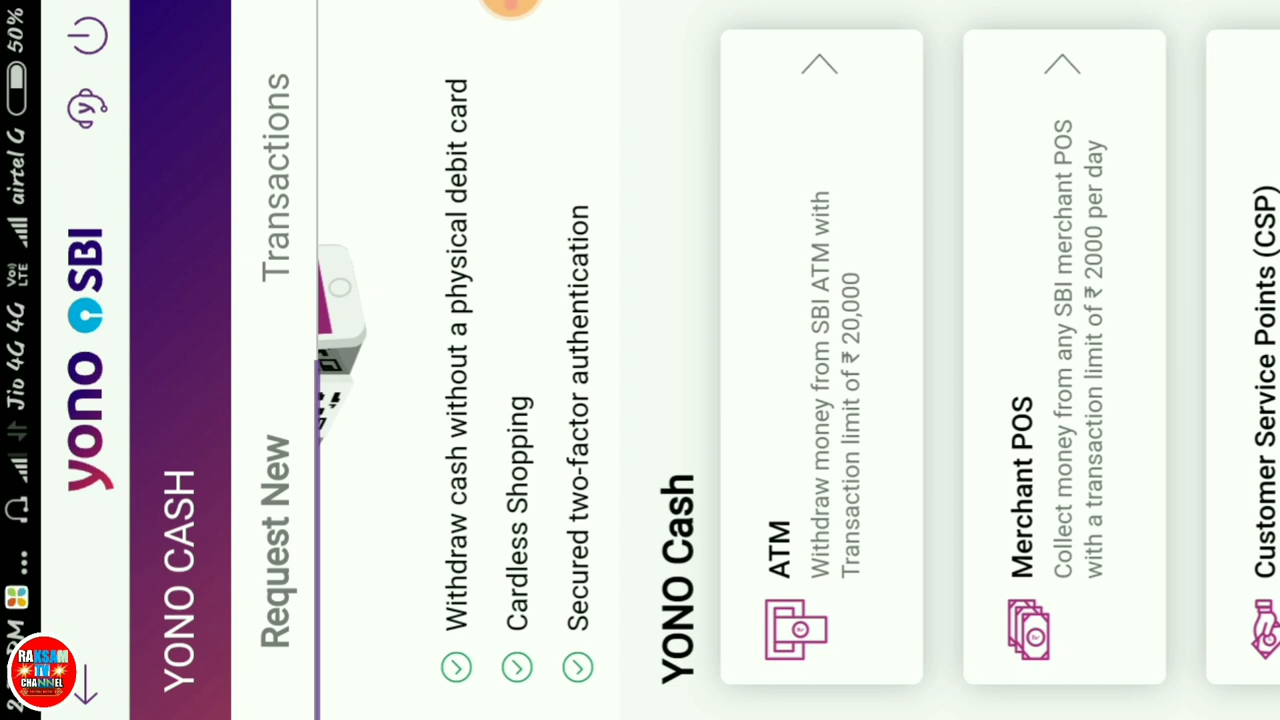 ... Jio 4G 4G Vo) LTE airtel G 50%
yono SBI
YONO CASH
Request New
Transactions
Withdraw cash without a physical debit card
Cardless Shopping
Secured two-factor authentication
YONO Cash
ATM
Withdraw money from SBI ATM with
Transaction limit of ₹ 20,000
Merchant POS
Collect money from any SBI merchant POS
with a transaction limit of ₹ 2000 per day
Customer Service Points (CSP)
RAKSAM
TV
CHANNEL